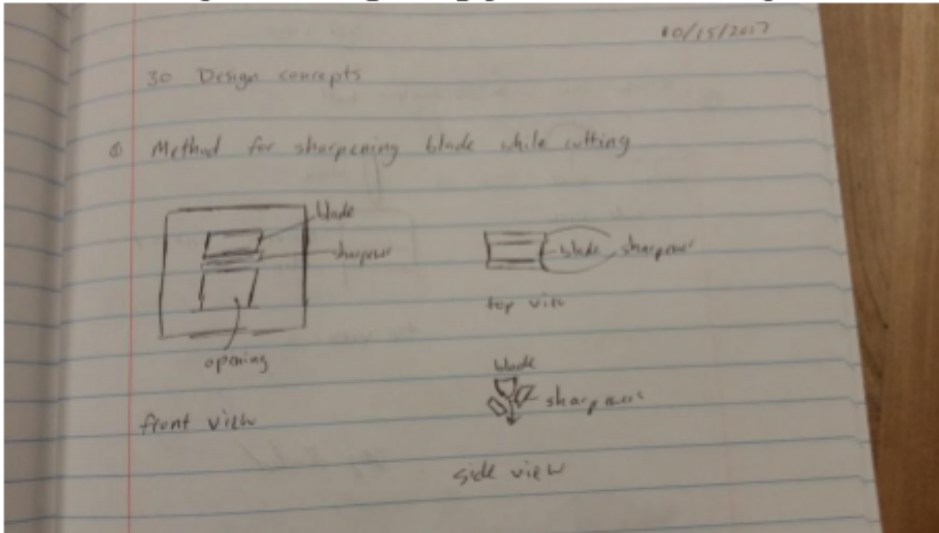 10/15/2017
30 Design concepts
Method for sharpening blade while cutting
blade
sharpener
opening
front view
blade sharpener
top view
blade
sharpeners
side view